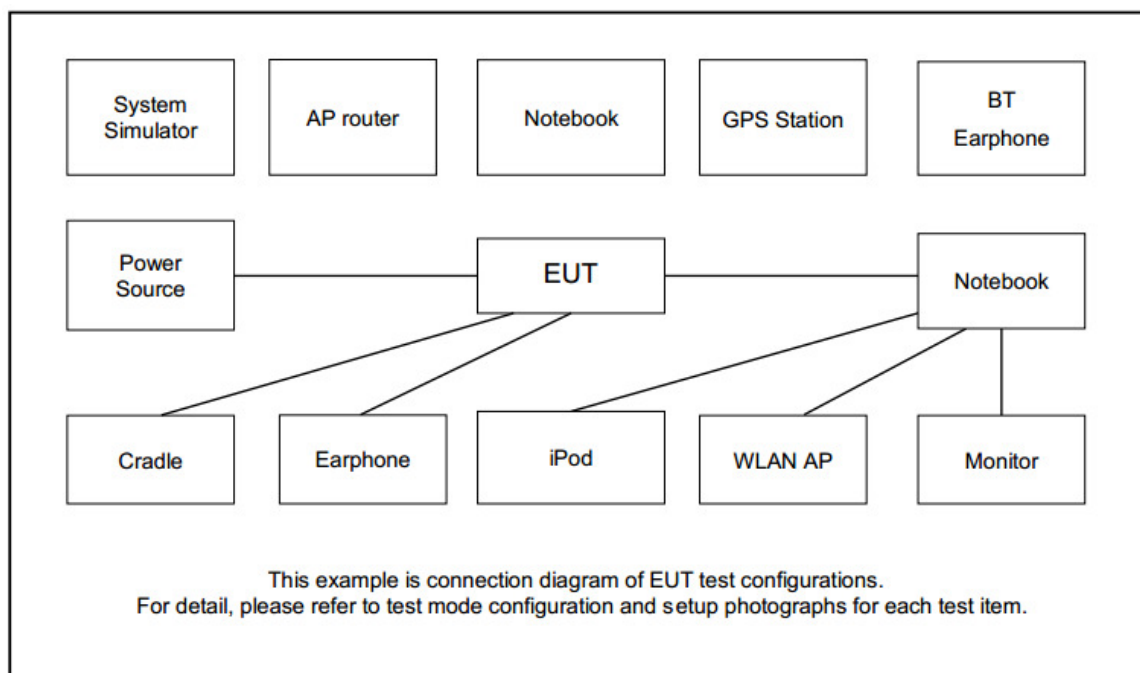 System
Simulator
AP router
Notebook
GPS Station
BT
Earphone
Power
Source
EUT
Notebook
Cradle
Earphone
iPod
WLAN AP
Monitor
This example is connection diagram of EUT test configurations.
For detail, please refer to test mode configuration and setup photographs for each test item.